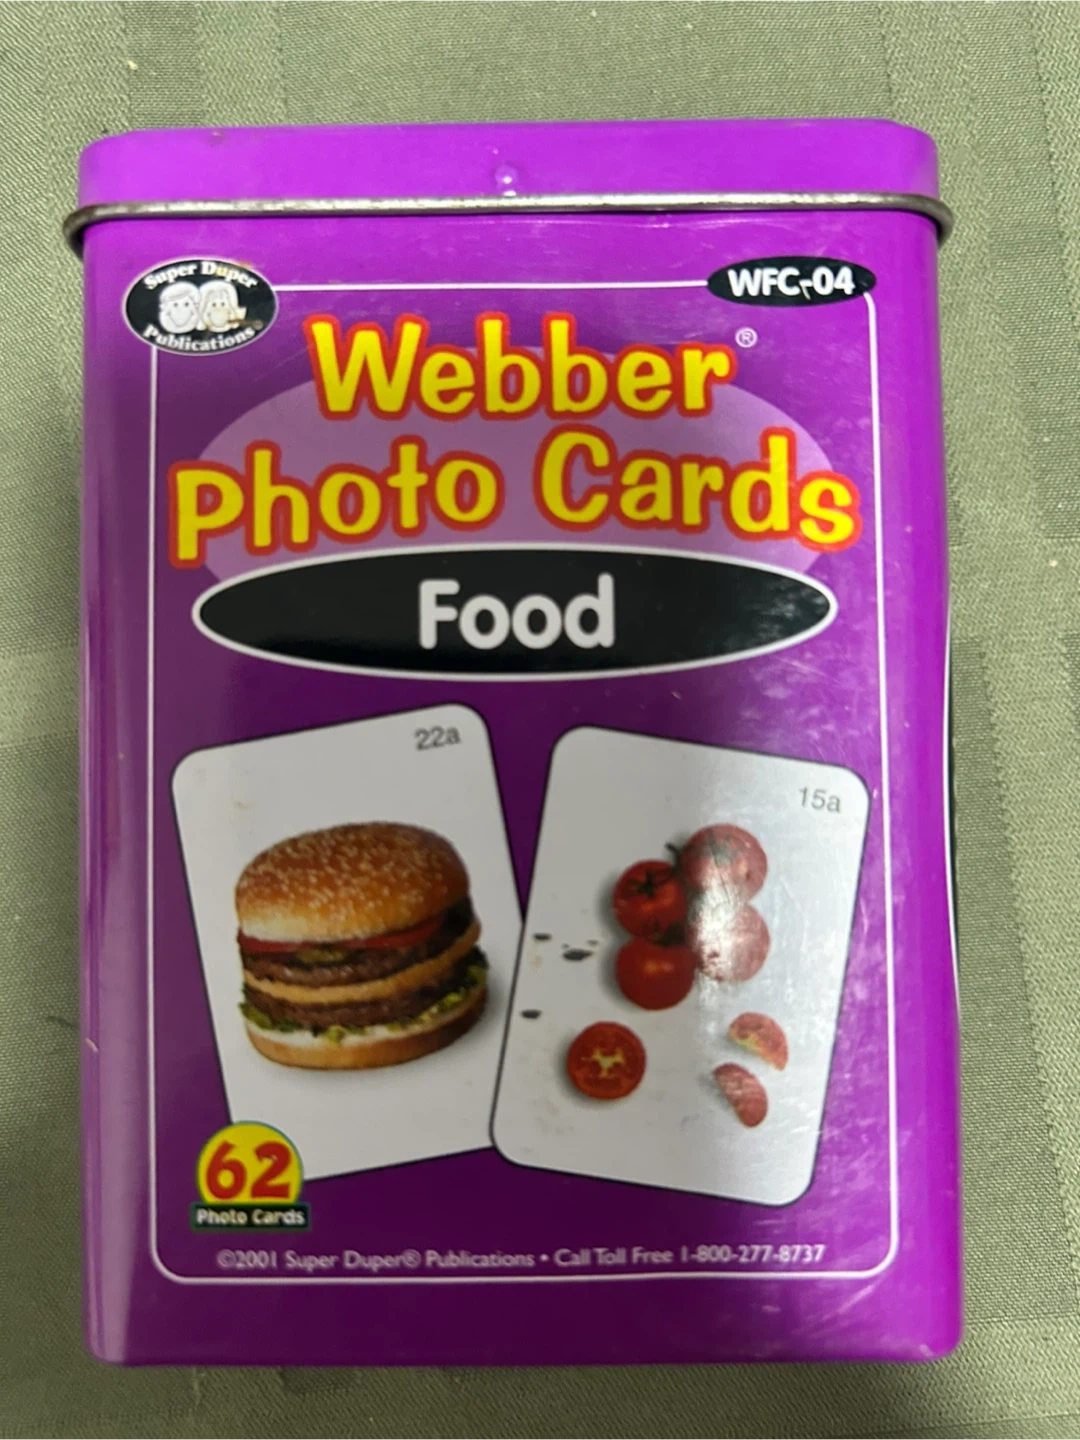 Super Duper
Publications®
WFC-04
Webber®
Photo Cards
Food
22a
15a
62
Photo Cards
©2001 Super Duper® Publications • Call Toll Free 1-800-277-8737